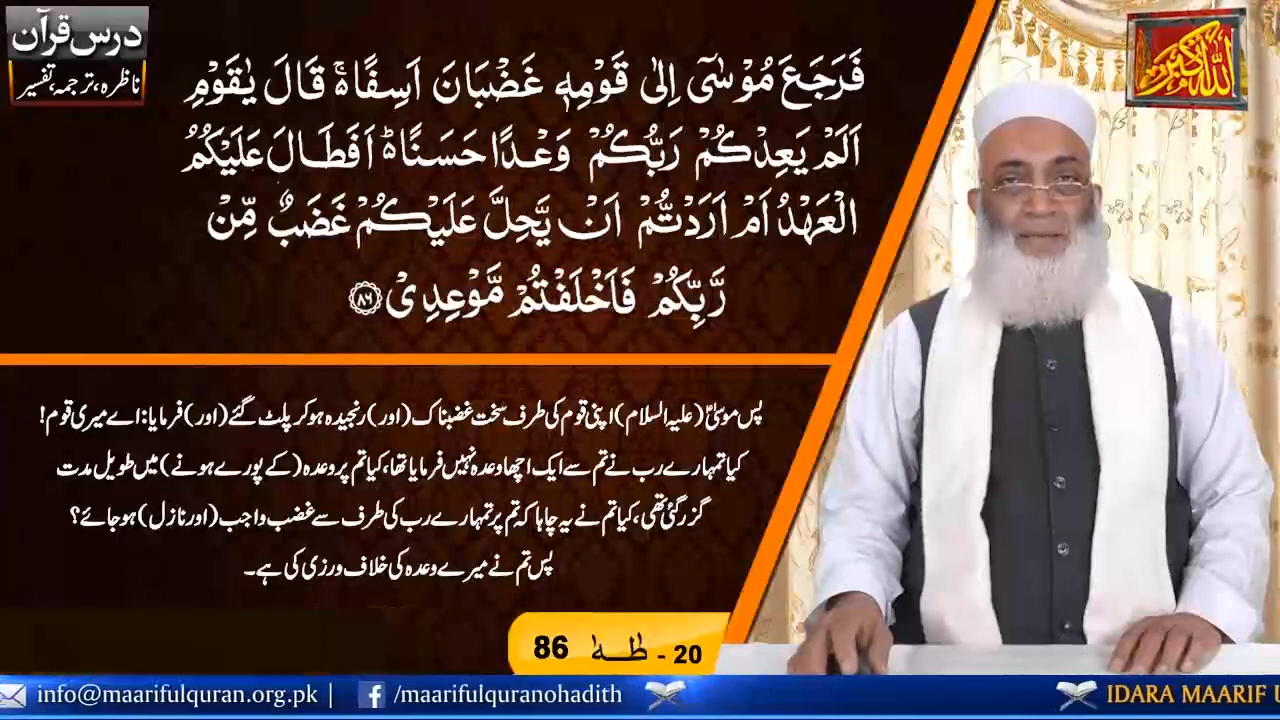 درس قرآن
ناظرہ، ترجمہ، تفسیر
اللہ اکبر
فَرَجَعَ مُوْسٰۤى اِلٰى قَوْمِهٖ غَضْبَانَ اَسِفًا ۚ۬ قَالَ يٰقَوْمِ
اَلَمْ يَعِدْكُمْ رَبُّكُمْ وَعْدًا حَسَنًا ۬ؕ اَفَطَالَ عَلَيْكُمُ
الْعَهْدُ اَمْ اَرَدْتُّمْ اَنْ يَّحِلَّ عَلَيْكُمْ غَضَبٌ مِّنْ
رَّبِّكُمْ فَاَخْلَفْتُمْ مَّوْعِدِيْ ۝۸۶
پس موسیٰؑ (علیہ السلام) اپنی قوم کی طرف سخت غضبناک (اور) رنجیدہ ہو کر پلٹ گئے (اور) فرمایا: اے میری قوم!
کیا تمہارے رب نے تم سے ایک اچھا وعدہ نہیں فرمایا تھا، کیا تم پر وعدہ (کے پورے ہونے) میں طویل مدت
گزر گئی تھی، کیا تم نے یہ چاہا کہ تم پر تمہارے رب کی طرف سے غضب واجب (اور نازل) ہو جائے؟
پس تم نے میرے وعدہ کی خلاف ورزی کی ہے۔
20 - طٰهٰ 86
info@maarifulquran.org.pk | /maarifulquranohadith IDARA MAARIF U